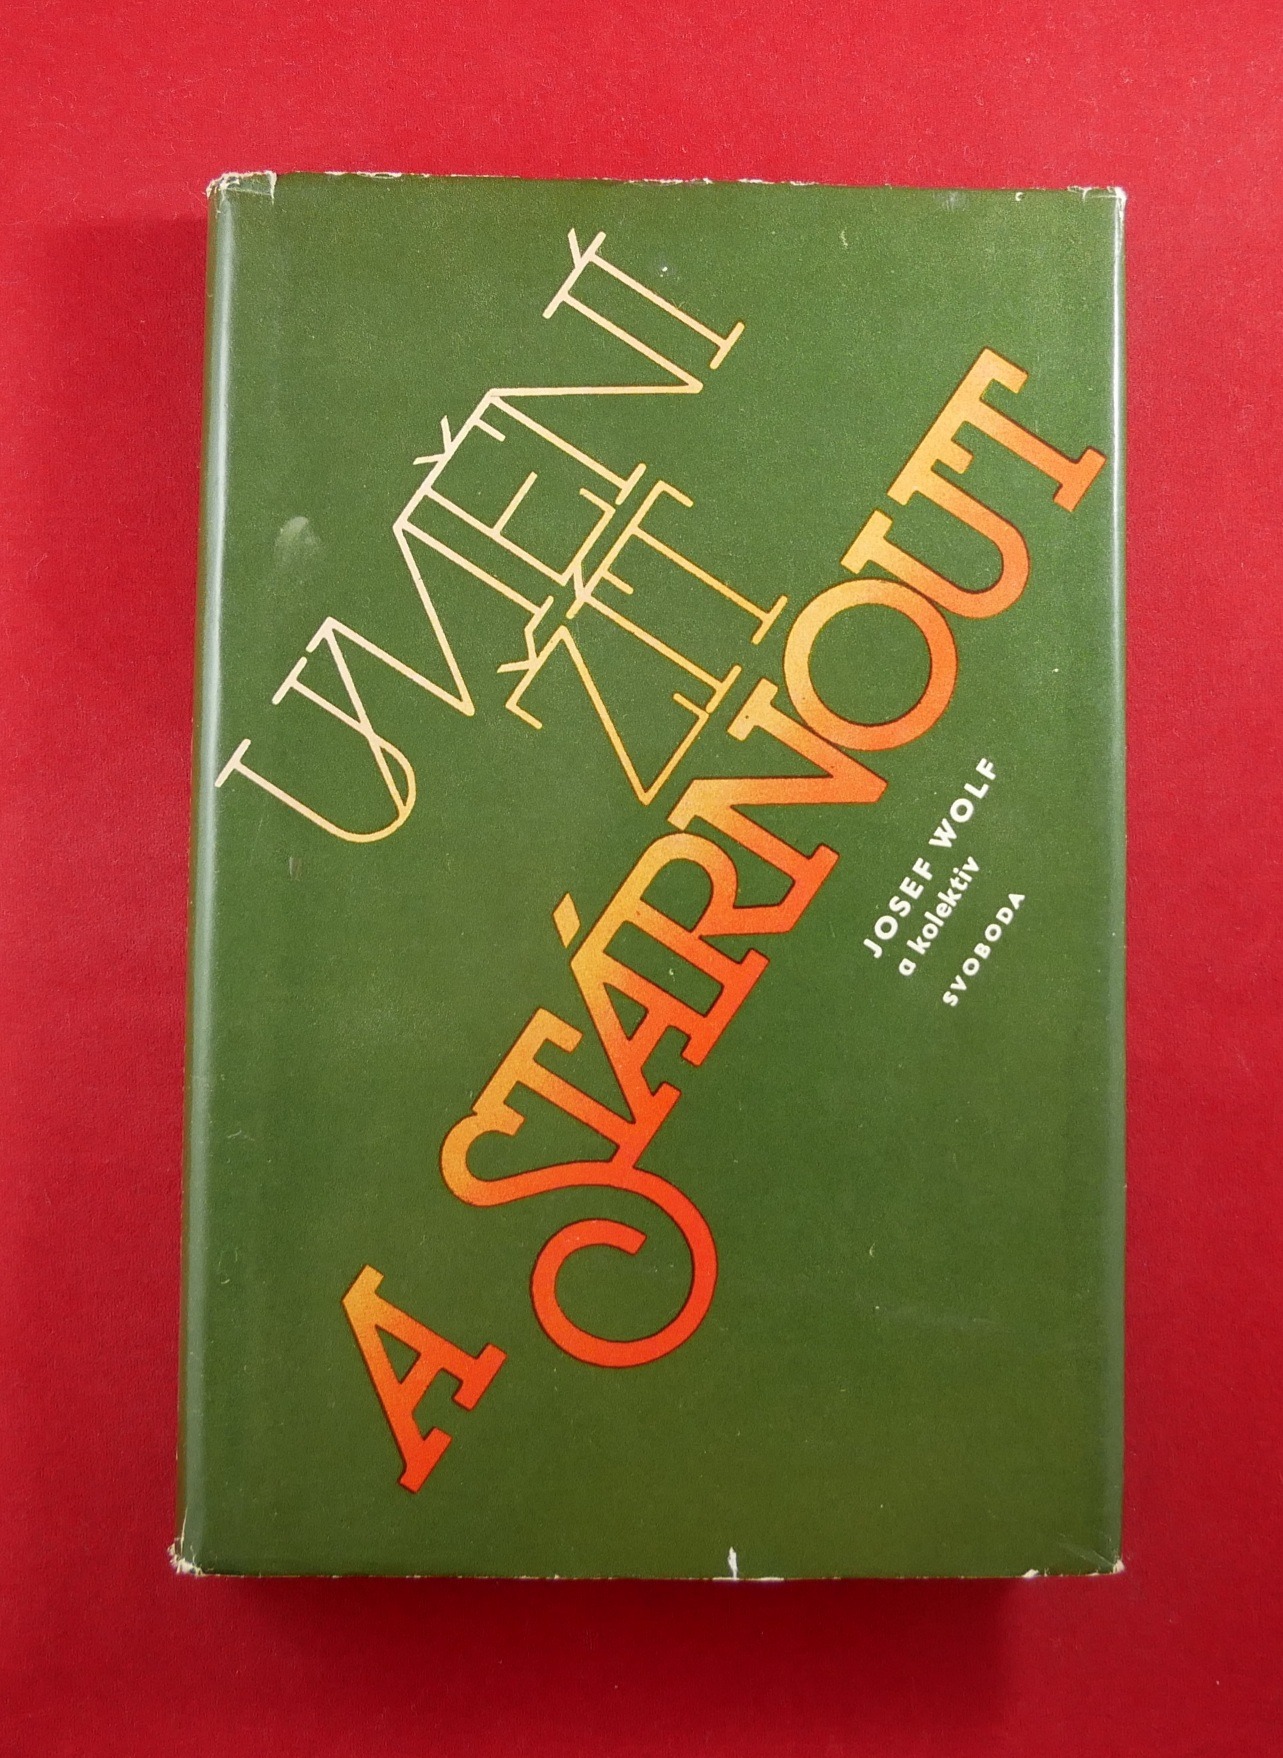 UMĚNÍ
ŽÍT
A STÁRNOUT
JOSEF WOLF
a kolektiv
SVOBODA